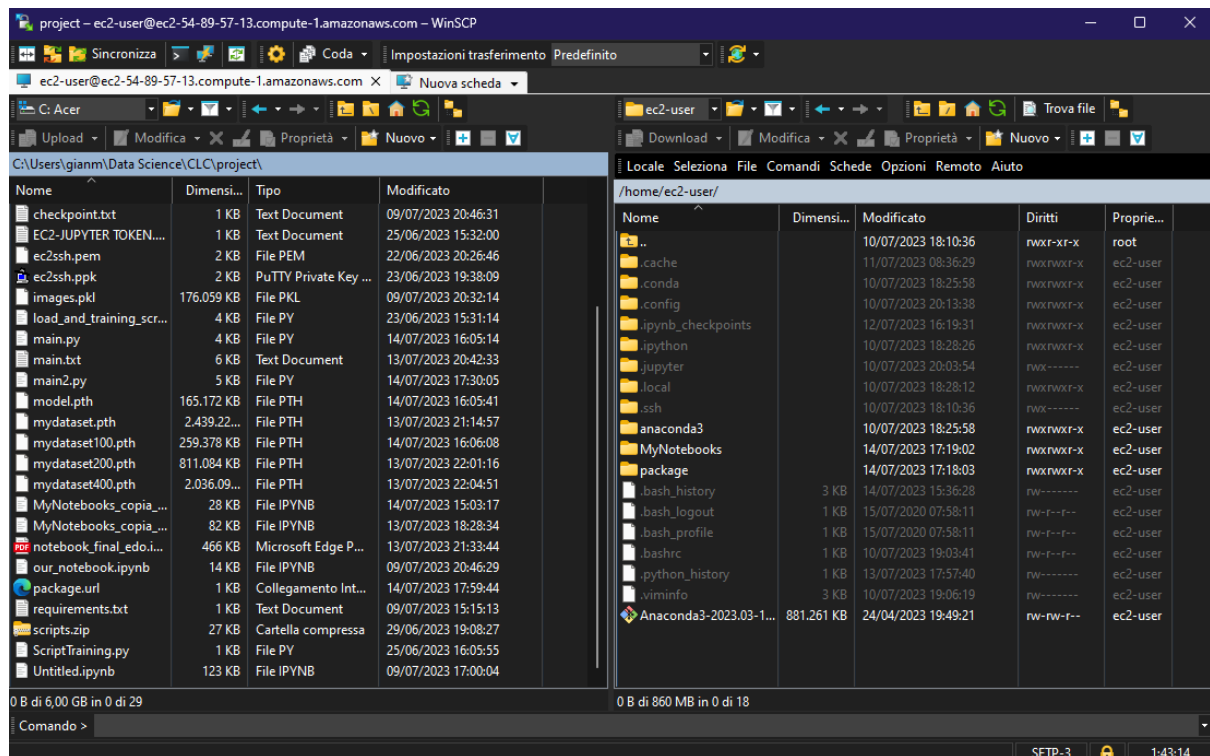 project – ec2-user@ec2-54-89-57-13.compute-1.amazonaws.com – WinSCP
Sincronizza Coda Impostazioni trasferimento Predefinito
ec2-user@ec2-54-89-57-13.compute-1.amazonaws.com X Nuova scheda
C: Acer
Upload Modifica Proprietà Nuovo
C:\Users\gianm\Data Science\CLC\project\
Nome Dimensi... Tipo Modificato
checkpoint.txt 1 KB Text Document 09/07/2023 20:46:31
EC2-JUPYTER TOKEN.... 1 KB Text Document 25/06/2023 15:32:00
ec2ssh.pem 2 KB File PEM 22/06/2023 20:26:46
ec2ssh.ppk 2 KB PuTTY Private Key ... 23/06/2023 19:38:09
images.pkl 176.059 KB File PKL 09/07/2023 20:32:14
load_and_training_scr... 4 KB File PY 23/06/2023 15:31:14
main.py 4 KB File PY 14/07/2023 16:05:14
main.txt 6 KB Text Document 13/07/2023 20:42:33
main2.py 5 KB File PY 14/07/2023 17:30:05
model.pth 165.172 KB File PTH 14/07/2023 16:05:41
mydataset.pth 2.439.22... File PTH 13/07/2023 21:14:57
mydataset100.pth 259.378 KB File PTH 14/07/2023 16:06:08
mydataset200.pth 811.084 KB File PTH 13/07/2023 22:01:16
mydataset400.pth 2.036.09... File PTH 13/07/2023 22:04:51
MyNotebooks_copia_... 28 KB File IPYNB 14/07/2023 15:03:17
MyNotebooks_copia_... 82 KB File IPYNB 13/07/2023 18:28:34
PDF notebook_final_edo.i... 466 KB Microsoft Edge P... 13/07/2023 21:33:44
our_notebook.ipynb 14 KB File IPYNB 09/07/2023 20:46:29
package.url 1 KB Collegamento Int... 14/07/2023 17:59:44
requirements.txt 1 KB Text Document 09/07/2023 15:15:13
scripts.zip 27 KB Cartella compressa 29/06/2023 19:08:27
ScriptTraining.py 1 KB File PY 25/06/2023 16:05:55
Untitled.ipynb 123 KB File IPYNB 09/07/2023 17:00:04
0 B di 6,00 GB in 0 di 29
ec2-user Trova file
Download Modifica Proprietà Nuovo
Locale Seleziona File Comandi Schede Opzioni Remoto Aiuto
/home/ec2-user/
Nome Dimensi... Modificato Diritti Proprie...
.. 10/07/2023 18:10:36 rwxr-xr-x root
.cache 11/07/2023 08:36:29 rwxrwxr-x ec2-user
.conda 10/07/2023 18:25:58 rwxrwxr-x ec2-user
.config 10/07/2023 20:13:38 rwxrwxr-x ec2-user
.ipynb_checkpoints 12/07/2023 16:19:31 rwxrwxr-x ec2-user
.ipython 10/07/2023 18:28:26 rwxrwxr-x ec2-user
.jupyter 10/07/2023 20:03:54 rwx------ ec2-user
.local 10/07/2023 18:28:12 rwxrwxr-x ec2-user
.ssh 10/07/2023 18:10:36 rwx------ ec2-user
anaconda3 10/07/2023 18:25:58 rwxrwxr-x ec2-user
MyNotebooks 14/07/2023 17:19:02 rwxrwxr-x ec2-user
package 14/07/2023 17:18:03 rwxrwxr-x ec2-user
.bash_history 3 KB 14/07/2023 15:36:28 rw------- ec2-user
.bash_logout 1 KB 15/07/2020 07:58:11 rw-r--r-- ec2-user
.bash_profile 1 KB 15/07/2020 07:58:11 rw-r--r-- ec2-user
.bashrc 1 KB 10/07/2023 19:03:41 rw-r--r-- ec2-user
.python_history 1 KB 13/07/2023 17:57:40 rw------- ec2-user
.viminfo 3 KB 10/07/2023 19:06:19 rw------- ec2-user
Anaconda3-2023.03-1... 881.261 KB 24/04/2023 19:49:21 rw-rw-r-- ec2-user
0 B di 860 MB in 0 di 18
Comando >
SFTP-3 1:43:14